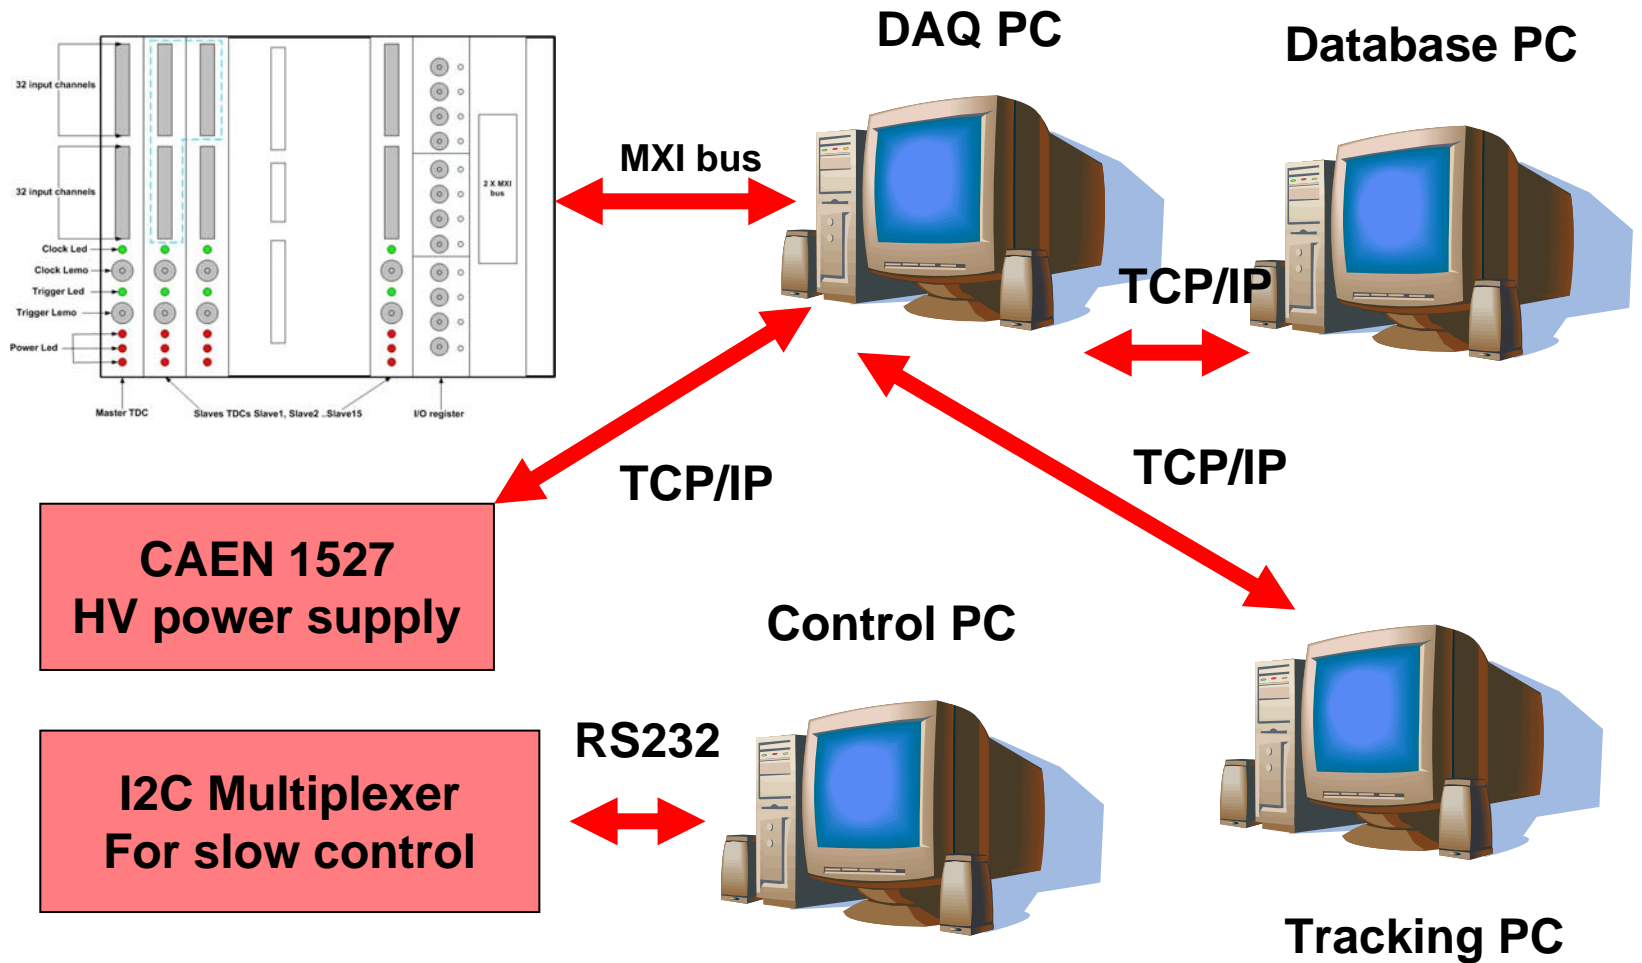 DAQ PC
Database PC
32 input channels
MXI bus
32 input channels
2 X MXI
bus
Clock Led
Clock Lemo
Trigger Led
Trigger Lemo
Power Led
Master TDC
Slaves TDCs Slave1, Slave2 ..Slave15
I/O register
TCP/IP
TCP/IP
TCP/IP
CAEN 1527
HV power supply
Control PC
RS232
I2C Multiplexer
For slow control
Tracking PC